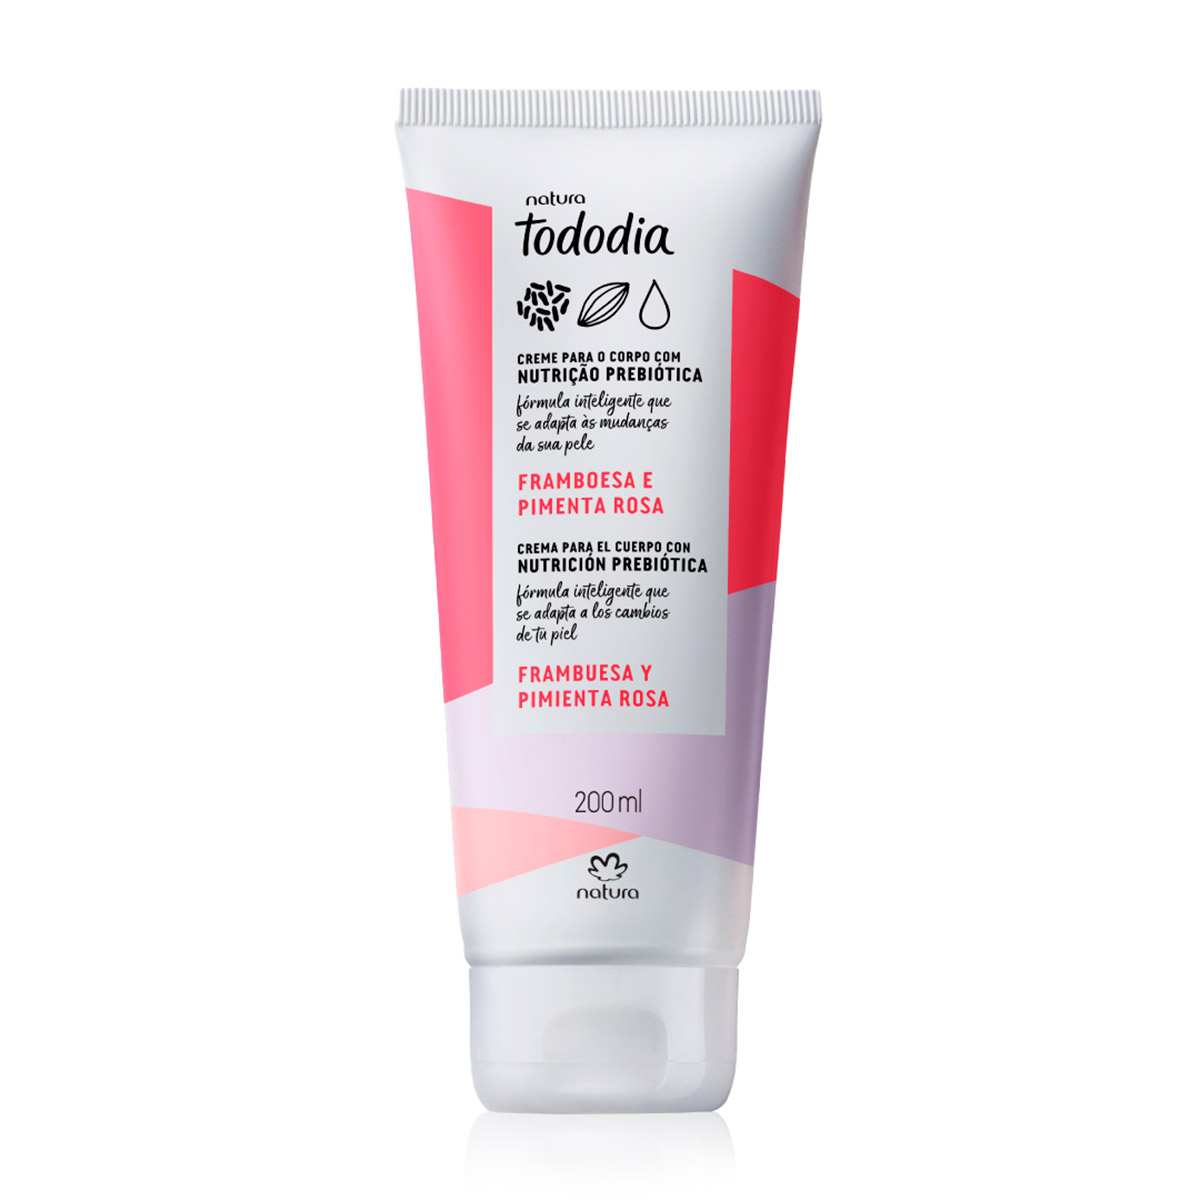 natura
Tododia
CREME PARA O CORPO COM
NUTRIÇÃO PREBIÓTICA
fórmula inteligente que
se adapta às mudanças
da sua pele
FRAMBOESA E
PIMENTA ROSA
CREMA PARA EL CUERPO CON
NUTRICIÓN PREBIÓTICA
fórmula inteligente que
se adapta a los cambios
de tu piel
FRAMBUESA Y
PIMIENTA ROSA
200 ml
natura